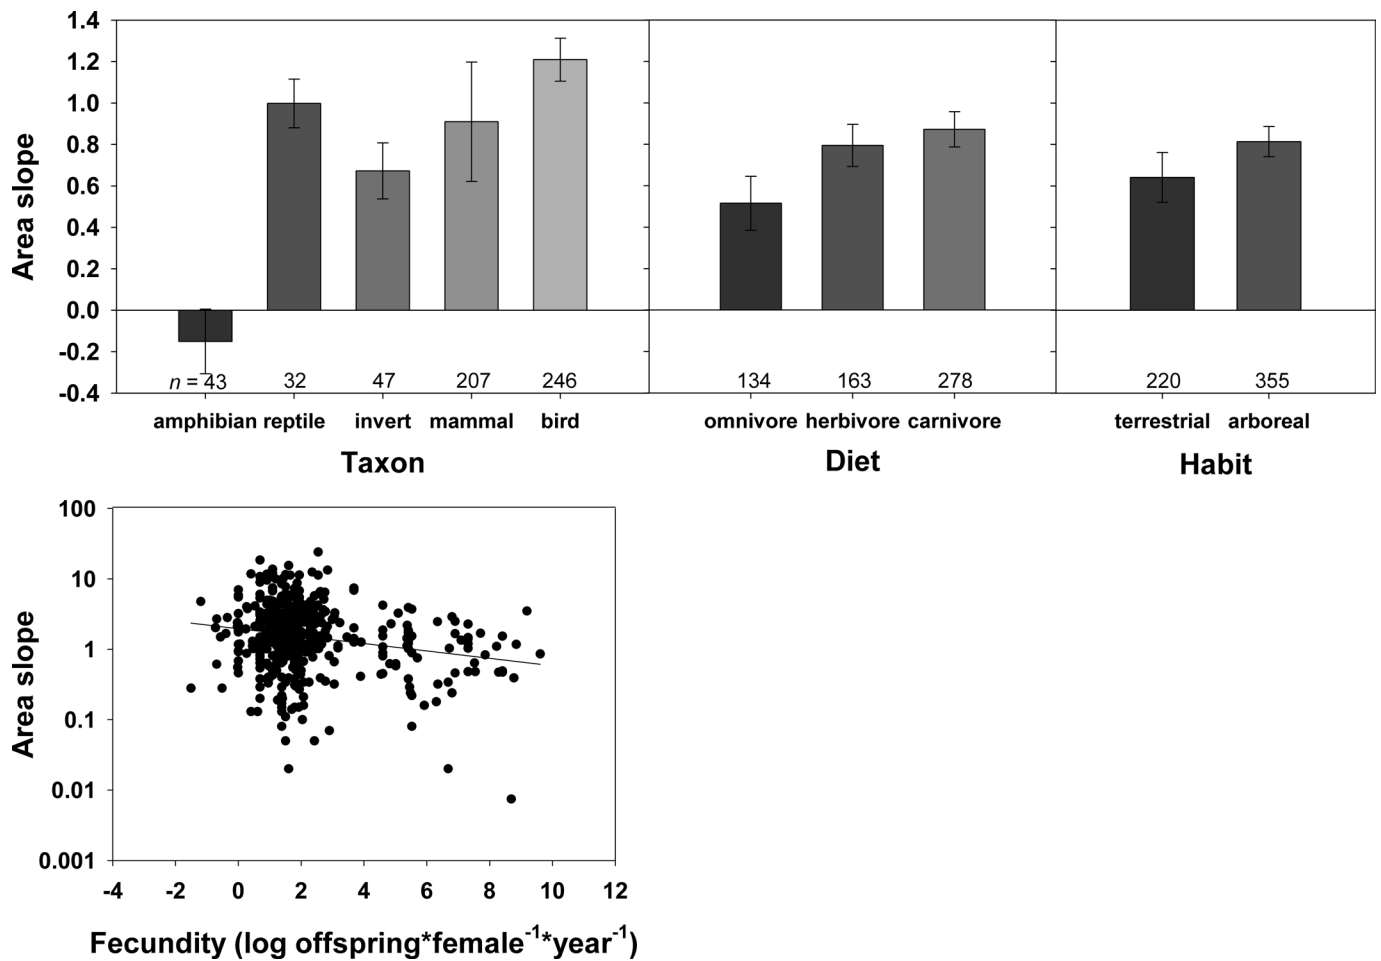 1.4
1.2
1.0
0.8
0.6
0.4
0.2
0.0
-0.2
-0.4
Area slope
n = 43 32 47 207 246 134 163 278 220 355
amphibian reptile invert mammal bird omnivore herbivore carnivore terrestrial arboreal
Taxon Diet Habit
100
10
1
0.1
0.01
0.001
Area slope
-4 -2 0 2 4 6 8 10 12
Fecundity (log offspring*female⁻¹*year⁻¹)